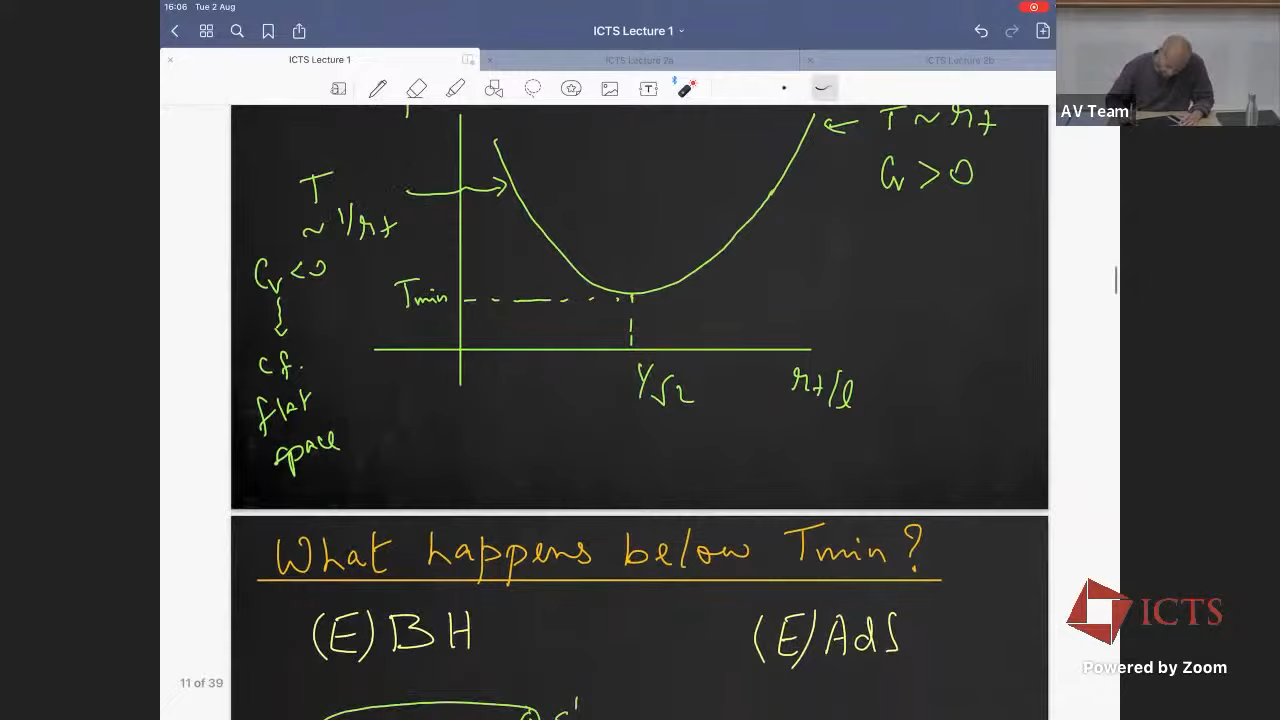 16:06 Tue 2 Aug
ICTS Lecture 1
ICTS Lecture 1
ICTS Lecture 2a
ICTS Lecture 2b
AV Team
T ~ r+
Cv > 0
T
~ 1/r+
Cv < 0
Tmin
cf.
flat
space
1/√2
r+/l
What happens below Tmin?
(E) BH
(E) AdS
S'
11 of 39
ICTS
Powered by Zoom